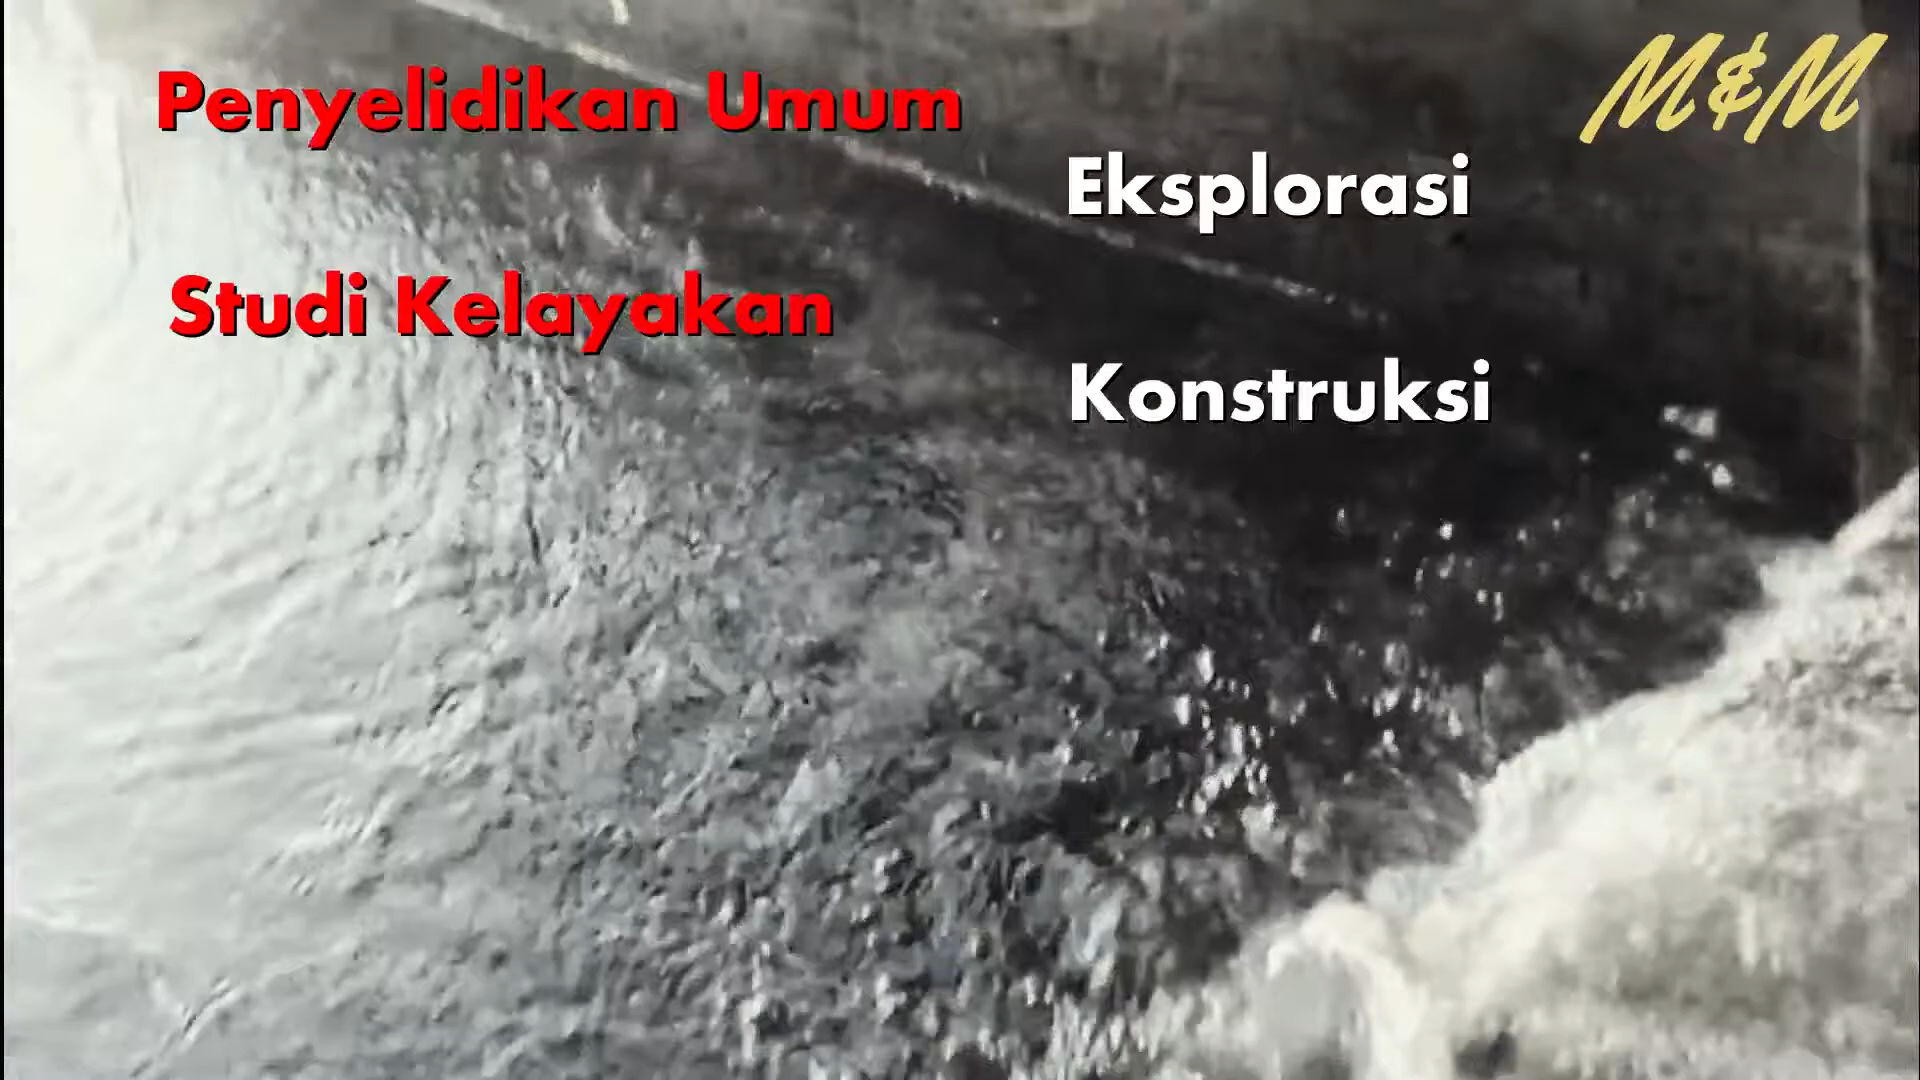 M&M
Penyelidikan Umum
Eksplorasi
Studi Kelayakan
Konstruksi